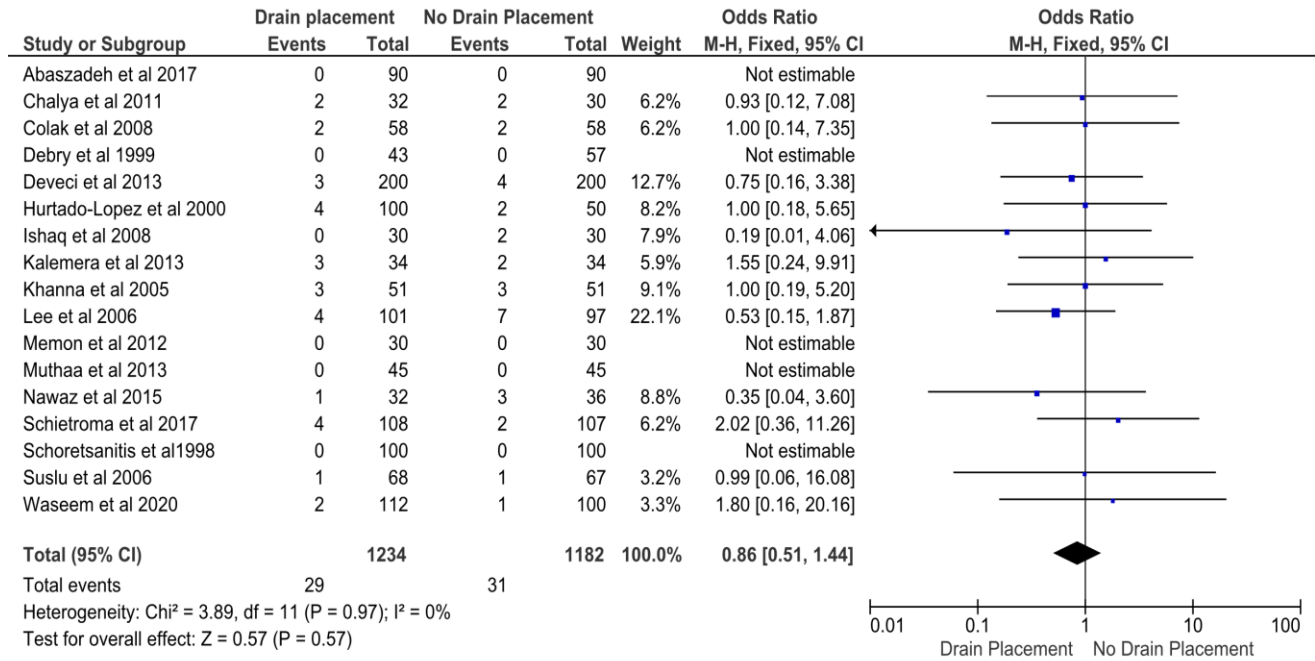 Drain placement No Drain Placement Odds Ratio Odds Ratio
Study or Subgroup Events Total Events Total Weight M-H, Fixed, 95% CI M-H, Fixed, 95% CI
Abaszadeh et al 2017 0 90 0 90 Not estimable
Chalya et al 2011 2 32 2 30 6.2% 0.93 [0.12, 7.08]
Colak et al 2008 2 58 2 58 6.2% 1.00 [0.14, 7.35]
Debry et al 1999 0 43 0 57 Not estimable
Deveci et al 2013 3 200 4 200 12.7% 0.75 [0.16, 3.38]
Hurtado-Lopez et al 2000 4 100 2 50 8.2% 1.00 [0.18, 5.65]
Ishaq et al 2008 0 30 2 30 7.9% 0.19 [0.01, 4.06]
Kalemera et al 2013 3 34 2 34 5.9% 1.55 [0.24, 9.91]
Khanna et al 2005 3 51 3 51 9.1% 1.00 [0.19, 5.20]
Lee et al 2006 4 101 7 97 22.1% 0.53 [0.15, 1.87]
Memon et al 2012 0 30 0 30 Not estimable
Muthaa et al 2013 0 45 0 45 Not estimable
Nawaz et al 2015 1 32 3 36 8.8% 0.35 [0.04, 3.60]
Schietroma et al 2017 4 108 2 107 6.2% 2.02 [0.36, 11.26]
Schoretsanitis et al1998 0 100 0 100 Not estimable
Suslu et al 2006 1 68 1 67 3.2% 0.99 [0.06, 16.08]
Waseem et al 2020 2 112 1 100 3.3% 1.80 [0.16, 20.16]
Total (95% CI) 1234 1182 100.0% 0.86 [0.51, 1.44]
Total events 29 31
Heterogeneity: Chi² = 3.89, df = 11 (P = 0.97); I² = 0%
Test for overall effect: Z = 0.57 (P = 0.57)
0.01 0.1 1 10 100
Drain Placement No Drain Placement